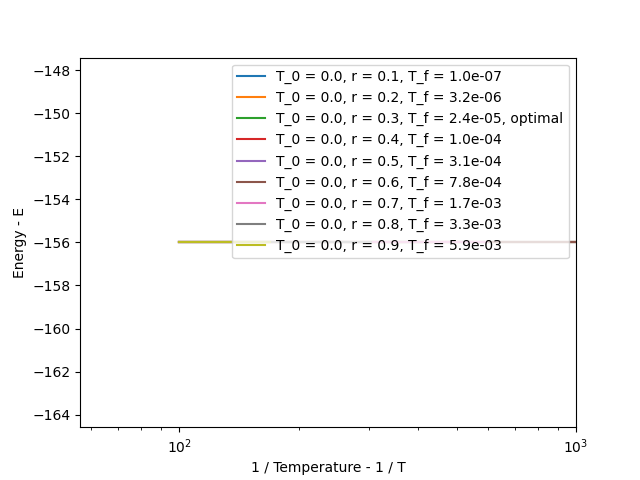 −148
−150
−152
−154
−156
−158
−160
−162
−164
Energy - E
T_0 = 0.0, r = 0.1, T_f = 1.0e-07
T_0 = 0.0, r = 0.2, T_f = 3.2e-06
T_0 = 0.0, r = 0.3, T_f = 2.4e-05, optimal
T_0 = 0.0, r = 0.4, T_f = 1.0e-04
T_0 = 0.0, r = 0.5, T_f = 3.1e-04
T_0 = 0.0, r = 0.6, T_f = 7.8e-04
T_0 = 0.0, r = 0.7, T_f = 1.7e-03
T_0 = 0.0, r = 0.8, T_f = 3.3e-03
T_0 = 0.0, r = 0.9, T_f = 5.9e-03
10² 10³
1 / Temperature - 1 / T